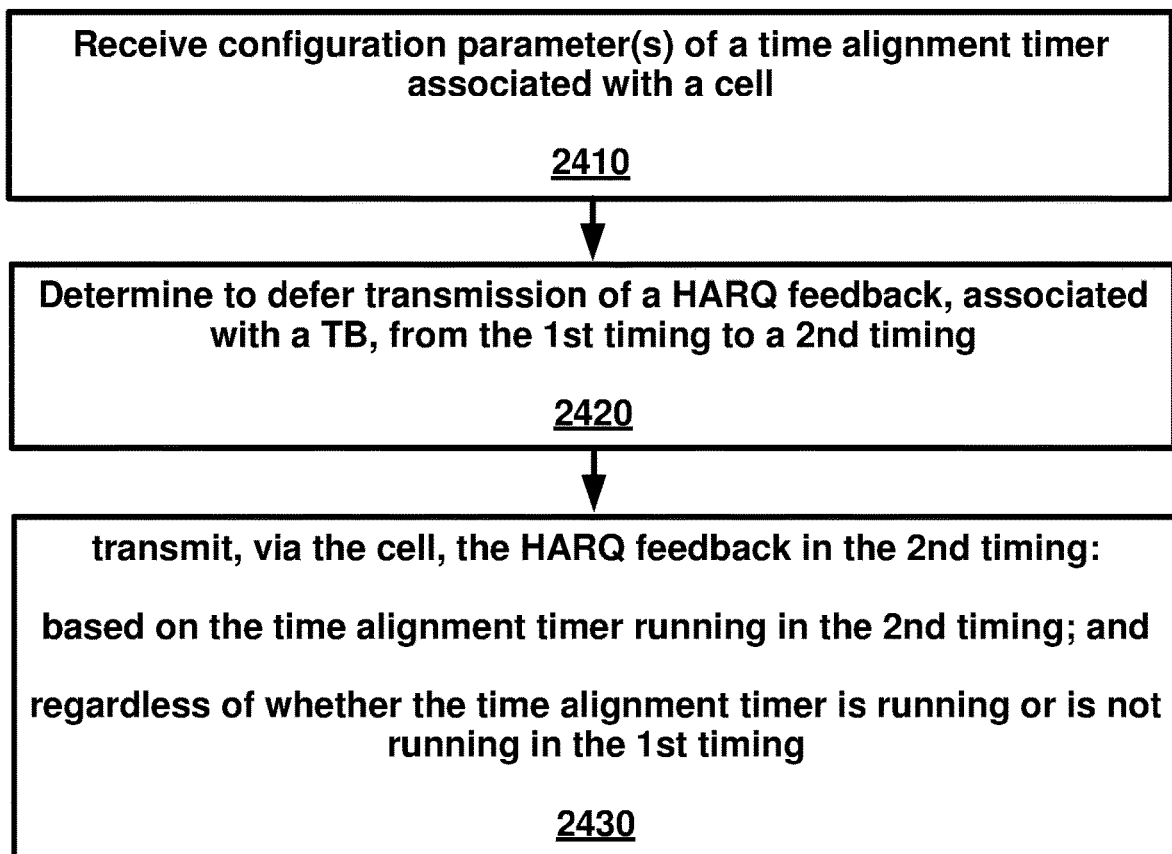 Receive configuration parameter(s) of a time alignment timer
associated with a cell
2410
Determine to defer transmission of a HARQ feedback, associated
with a TB, from the 1st timing to a 2nd timing
2420
transmit, via the cell, the HARQ feedback in the 2nd timing:
based on the time alignment timer running in the 2nd timing; and
regardless of whether the time alignment timer is running or is not
running in the 1st timing
2430